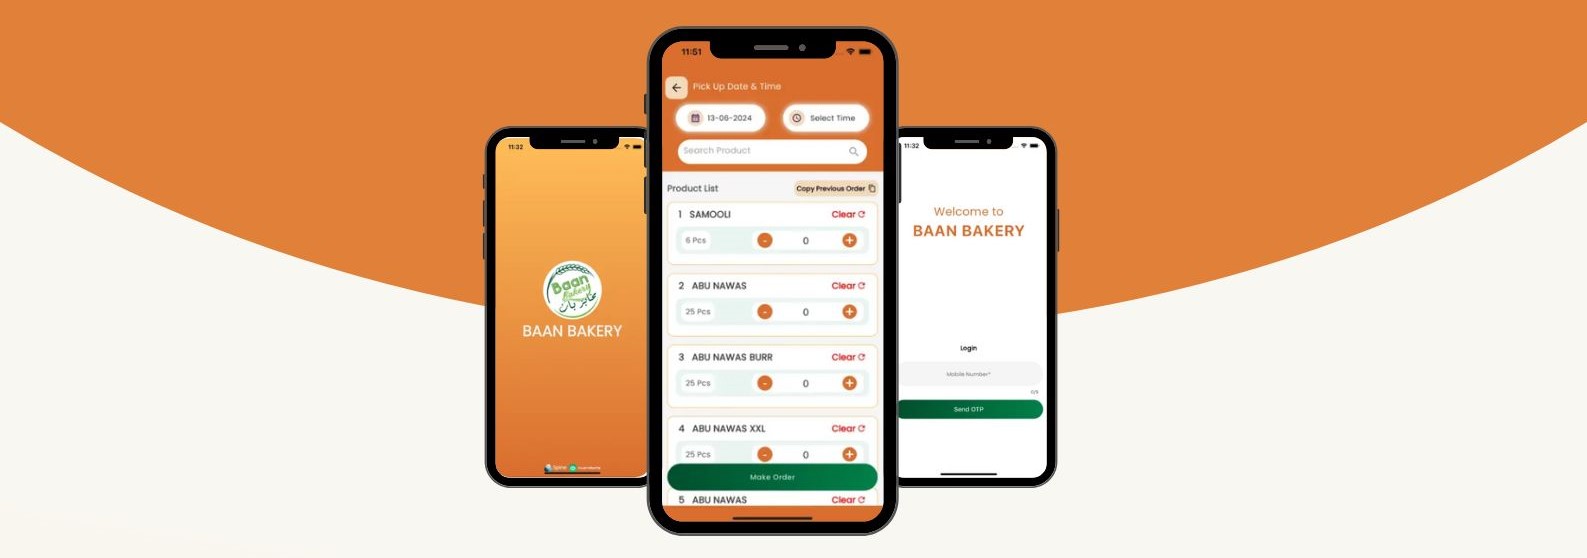 11:32
Baan
Bakery
مخابز بان
BAAN BAKERY
11:51
Pick Up Date & Time
13-06-2024
Select Time
Search Product
Product List
Copy Previous Order
1 SAMOOLI Clear
6 Pcs - 0 +
2 ABU NAWAS Clear
25 Pcs - 0 +
3 ABU NAWAS BURR Clear
25 Pcs - 0 +
4 ABU NAWAS XXL Clear
25 Pcs - 0 +
Make Order
5 ABU NAWAS Clear
11:32
Welcome to
BAAN BAKERY
Login
Mobile Number*
Send OTP